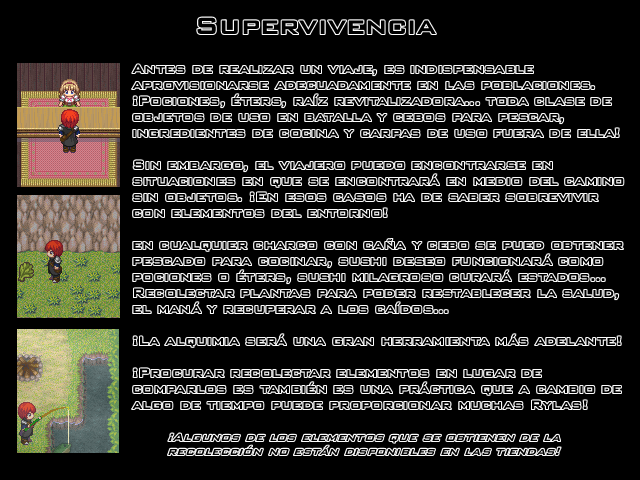 Supervivencia
Antes de realizar un viaje, es indispensable
aprovisionarse adecuadamente en las poblaciones.
¡Pociones, éters, raíz revitalizadora... toda clase de
objetos de uso en batalla y cebos para pescar,
ingredientes de cocina y carpas de uso fuera de ella!
Sin embargo, el viajero puedo encontrarse en
situaciones en que se encontrará en medio del camino
sin objetos. ¡En esos casos ha de saber sobrevivir
con elementos del entorno!
en cualquier charco con caña y cebo se pued obtener
pescado para cocinar, sushi deseo funcionará como
pociones o éters, sushi milagroso curará estados...
Recolectar plantas para poder restablecer la salud,
el maná y recuperar a los caídos...
¡La alquimia será una gran herramienta más adelante!
¡Procurar recolectar elementos en lugar de
comparlos es también es una práctica que a cambio de
algo de tiempo puede proporcionar muchas Rylas!
¡Algunos de los elementos que se obtienen de la
recolección no están disponibles en las tiendas!